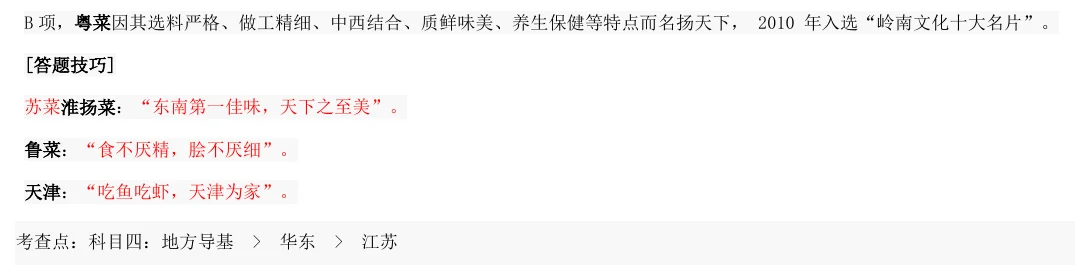 B 项，粤菜因其选料严格、做工精细、中西结合、质鲜味美、养生保健等特点而名扬天下， 2010 年入选“岭南文化十大名片”。
[答题技巧]
苏菜淮扬菜：“东南第一佳味，天下之至美”。
鲁菜：“食不厌精，脍不厌细”。
天津：“吃鱼吃虾，天津为家”。
考查点：科目四：地方导基 > 华东 > 江苏